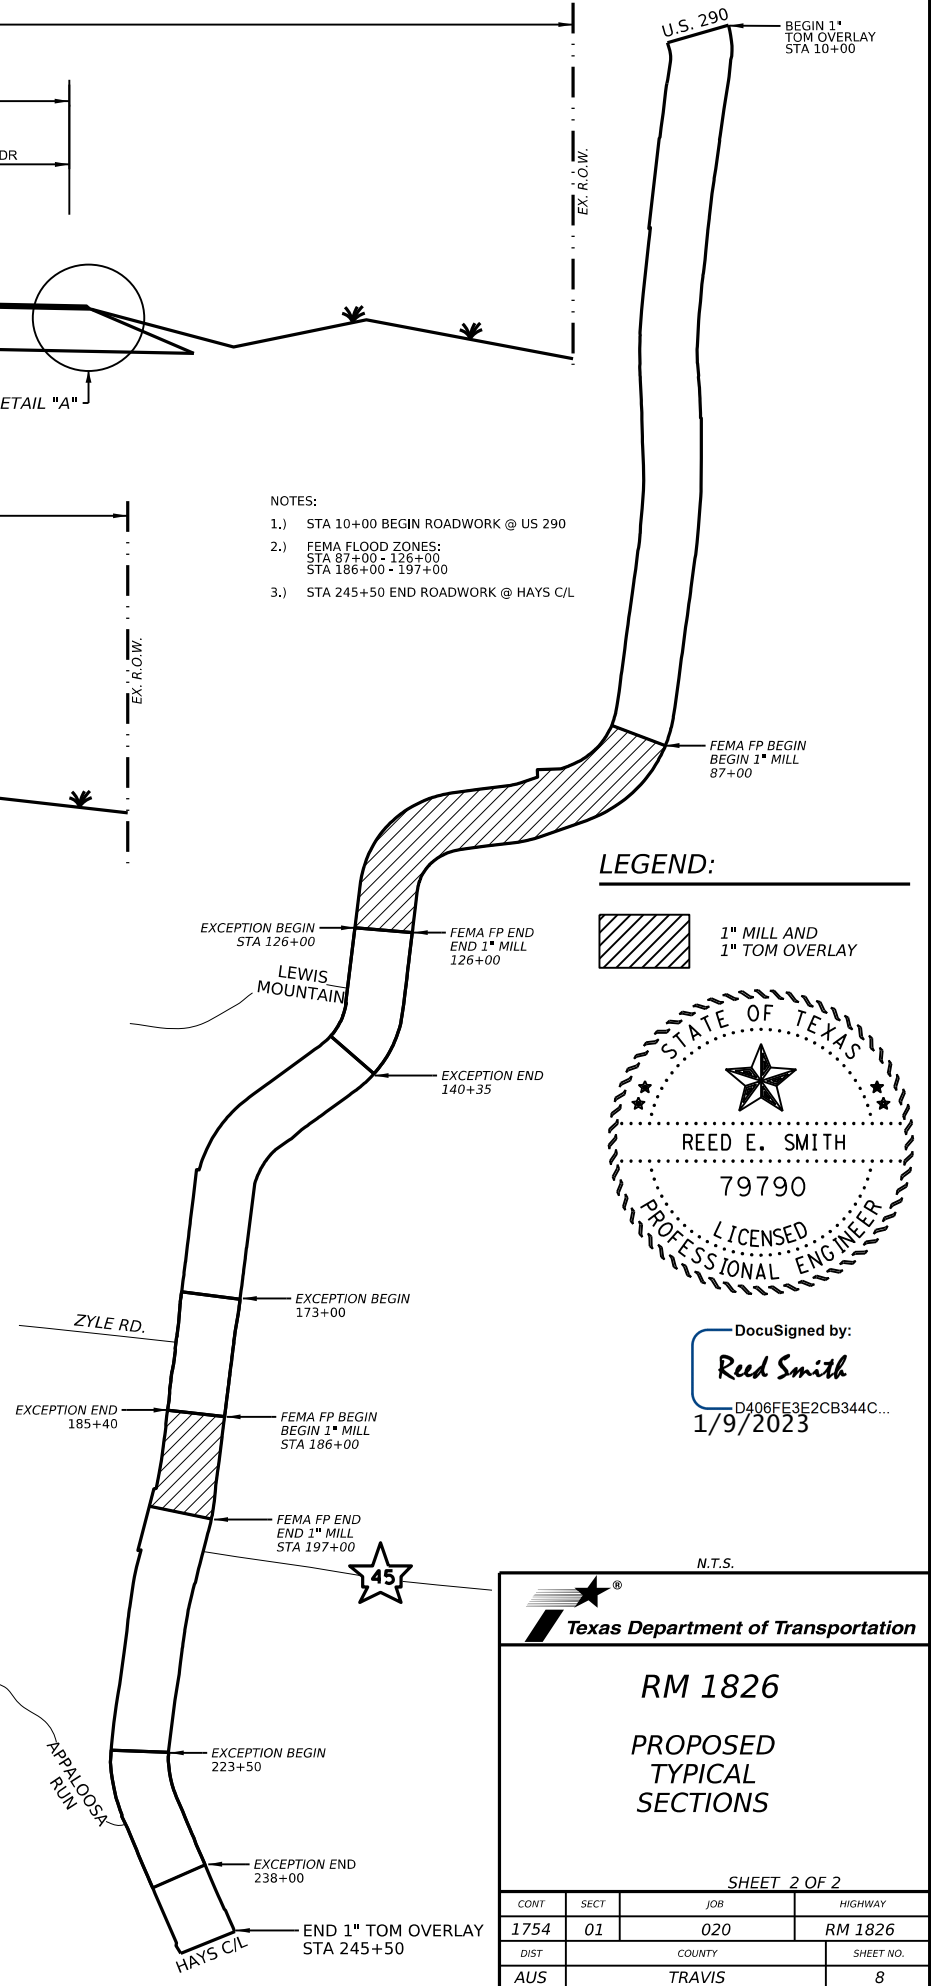 U.S. 290
BEGIN 1"
TOM OVERLAY
STA 10+00
DR
EX. R.O.W.
ETAIL "A"
NOTES:
1.) STA 10+00 BEGIN ROADWORK @ US 290
2.) FEMA FLOOD ZONES:
STA 87+00 - 126+00
STA 186+00 - 197+00
3.) STA 245+50 END ROADWORK @ HAYS C/L
EX. R.O.W.
FEMA FP BEGIN
BEGIN 1" MILL
87+00
LEGEND:
1" MILL AND
1" TOM OVERLAY
EXCEPTION BEGIN
STA 126+00
FEMA FP END
END 1" MILL
126+00
LEWIS
MOUNTAIN
EXCEPTION END
140+35
STATE OF TEXAS
REED E. SMITH
79790
LICENSED
PROFESSIONAL ENGINEER
EXCEPTION BEGIN
173+00
ZYLE RD.
DocuSigned by:
Reed Smith
D406FE3E2CB344C...
1/9/2023
EXCEPTION END
185+40
FEMA FP BEGIN
BEGIN 1" MILL
STA 186+00
FEMA FP END
END 1" MILL
STA 197+00
45
N.T.S.
®
Texas Department of Transportation
RM 1826
PROPOSED
TYPICAL
SECTIONS
EXCEPTION BEGIN
223+50
APPALOOSA
RUN
EXCEPTION END
238+00
END 1" TOM OVERLAY
STA 245+50
HAYS C/L
SHEET 2 OF 2
CONT SECT JOB HIGHWAY
1754 01 020 RM 1826
DIST COUNTY SHEET NO.
AUS TRAVIS 8